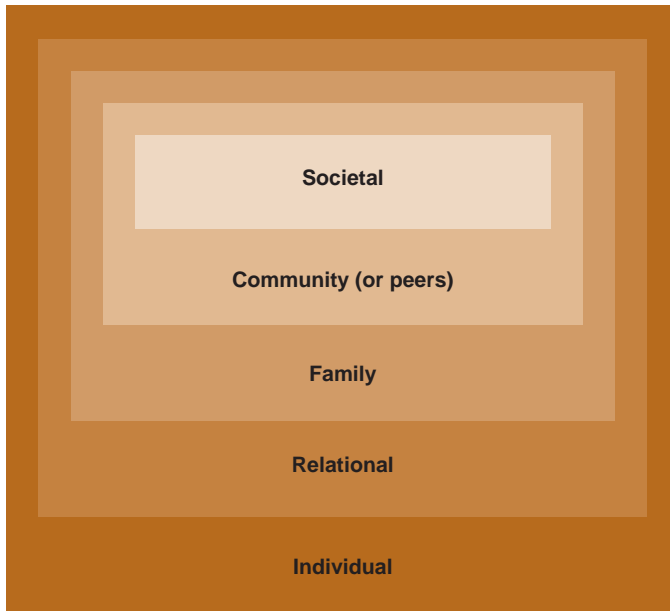 Societal
Community (or peers)
Family
Relational
Individual